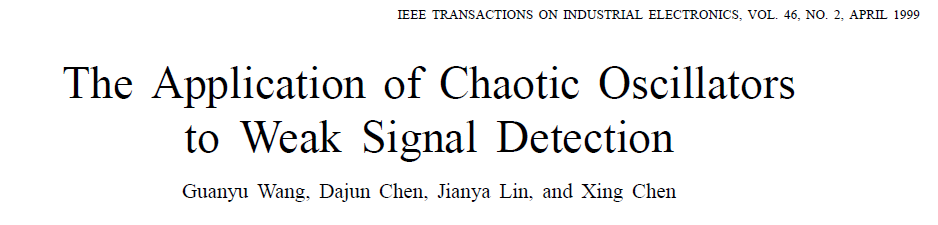 IEEE TRANSACTIONS ON INDUSTRIAL ELECTRONICS, VOL. 46, NO. 2, APRIL 1999
The Application of Chaotic Oscillators
to Weak Signal Detection
Guanyu Wang, Dajun Chen, Jianya Lin, and Xing Chen